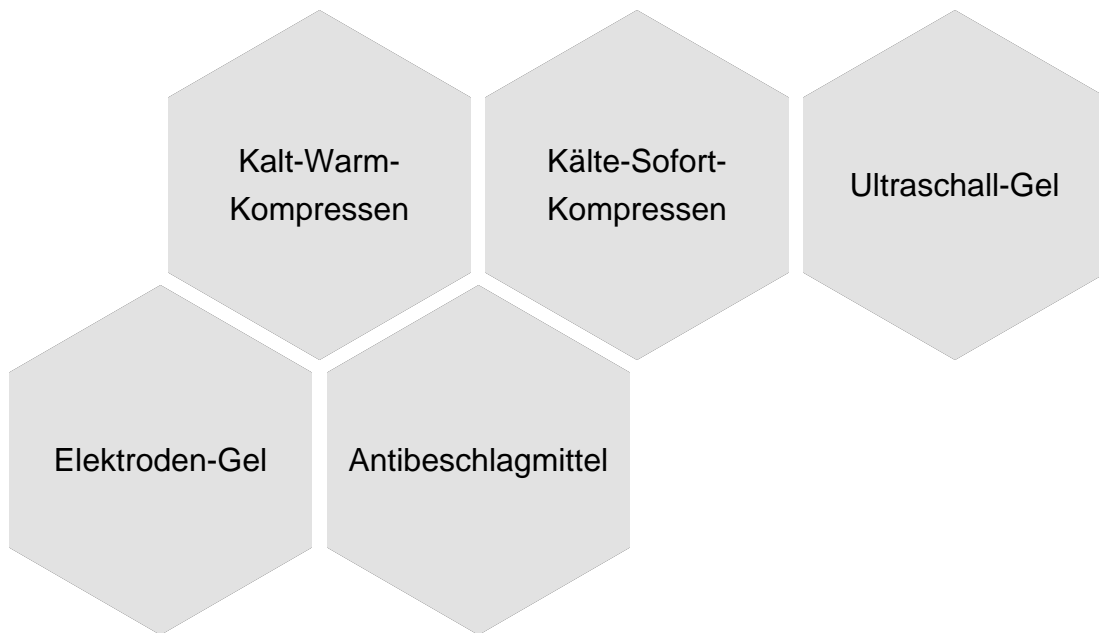 Kalt-Warm-
Kompressen
Kälte-Sofort-
Kompressen
Ultraschall-Gel
Elektroden-Gel
Antibeschlagmittel